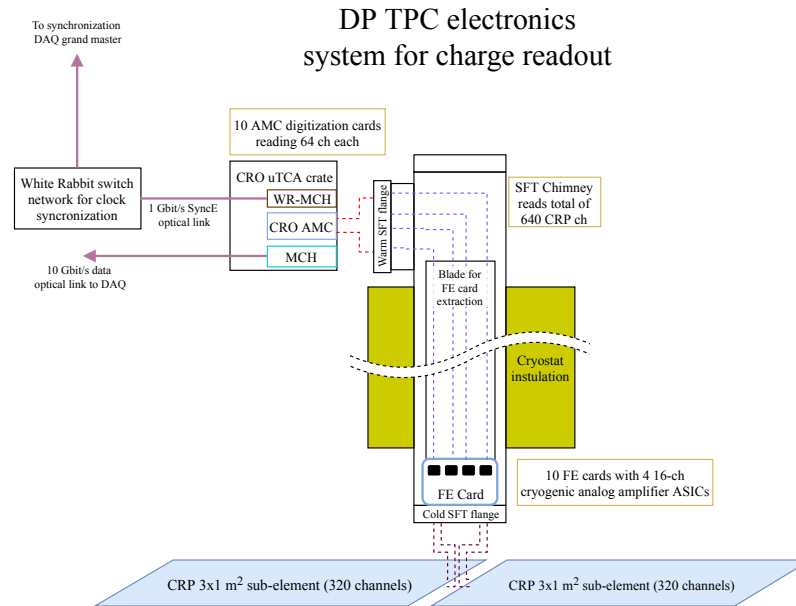 DP TPC electronics
system for charge readout
To synchronization
DAQ grand master
10 AMC digitization cards
reading 64 ch each
White Rabbit switch
network for clock
syncronization
1 Gbit/s SyncE
optical link
CRO uTCA crate
WR-MCH
CRO AMC
MCH
10 Gbit/s data
optical link to DAQ
Warm SFT flange
SFT Chimney
reads total of
640 CRP ch
Blade for
FE card
extraction
Cryostat
instulation
FE Card
Cold SFT flange
10 FE cards with 4 16-ch
cryogenic analog amplifier ASICs
CRP 3x1 m² sub-element (320 channels)
CRP 3x1 m² sub-element (320 channels)